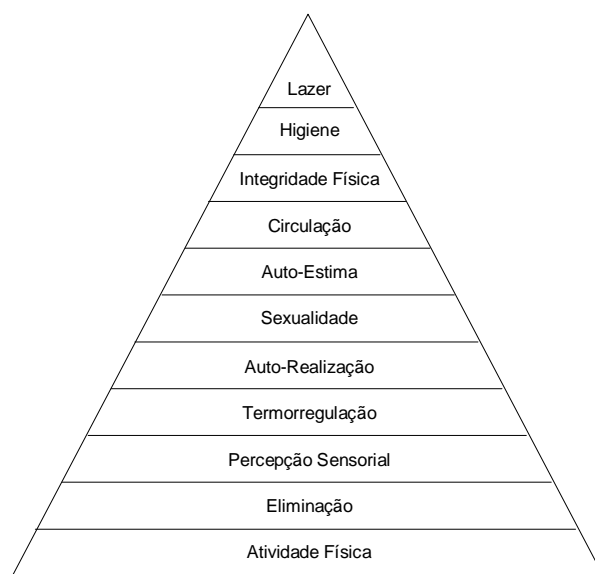 Lazer
Higiene
Integridade Física
Circulação
Auto-Estima
Sexualidade
Auto-Realização
Termorregulação
Percepção Sensorial
Eliminação
Atividade Física